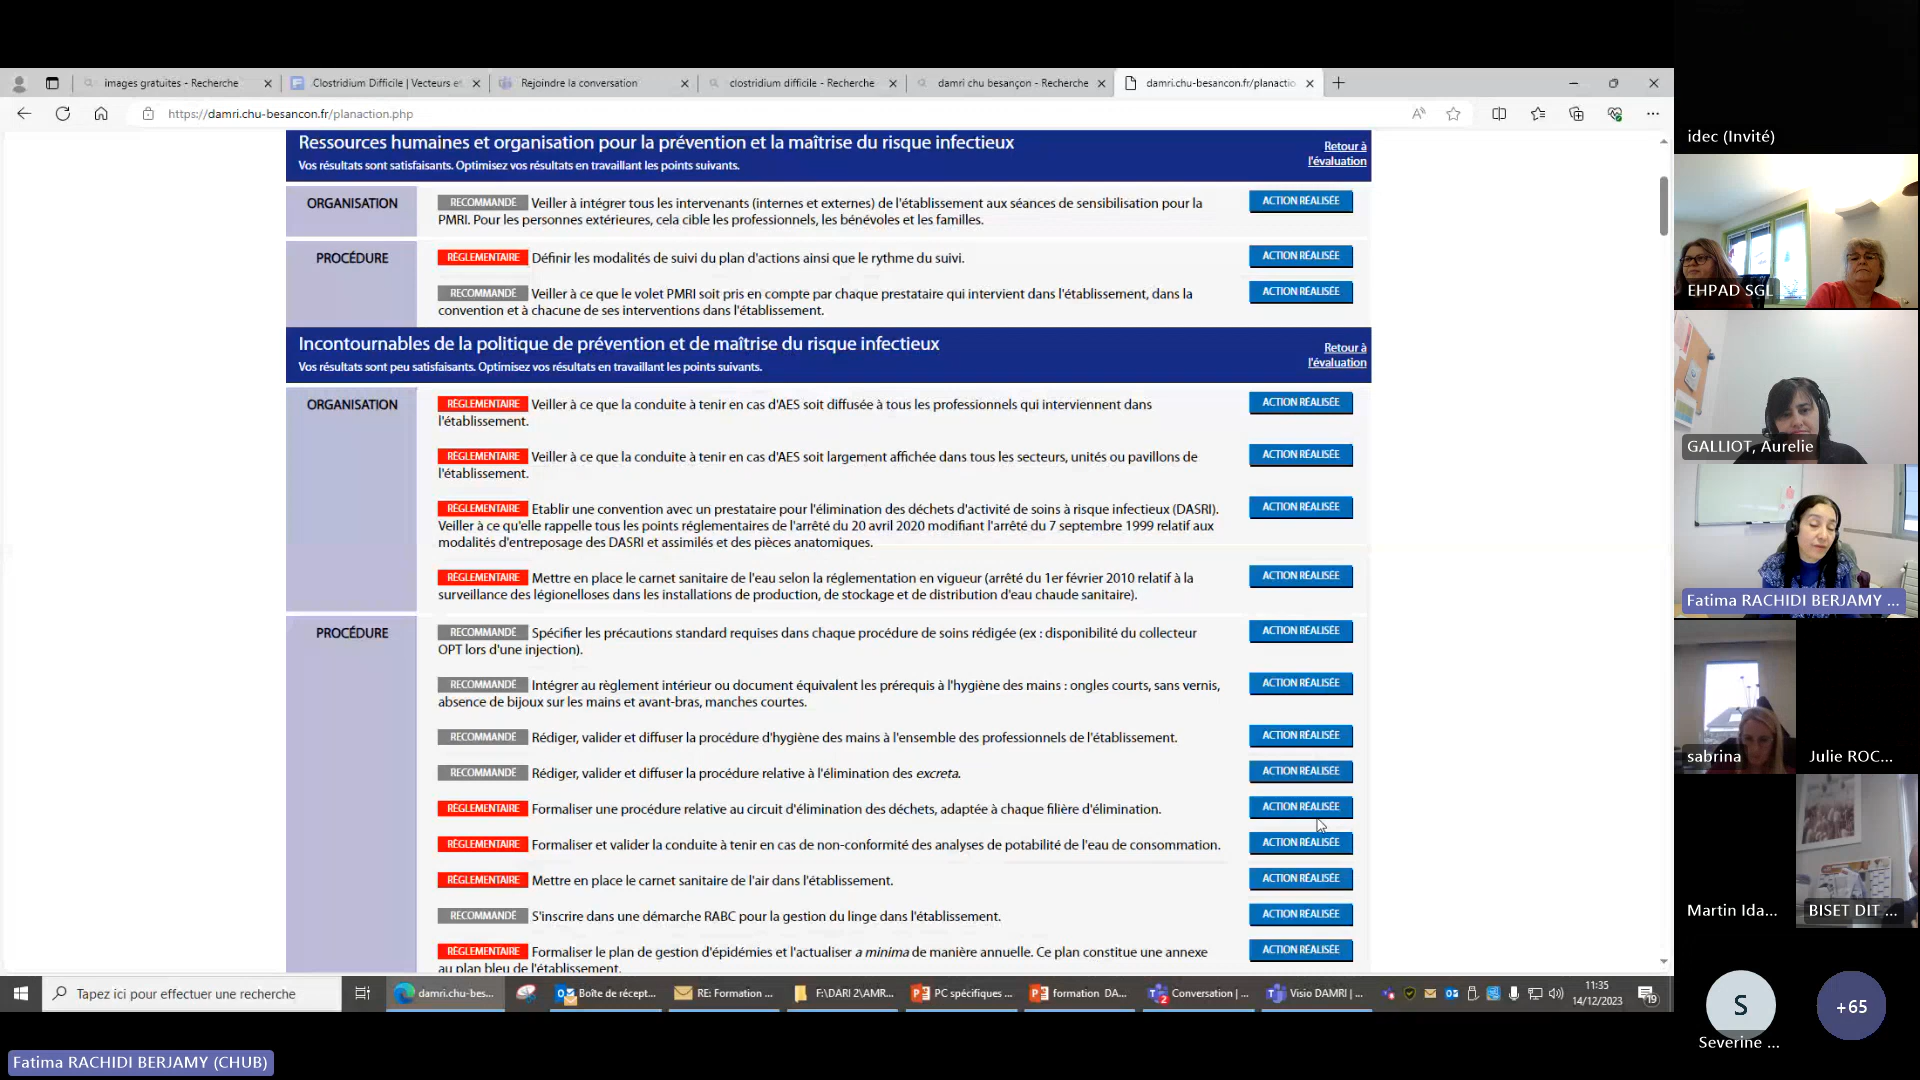 images gratuites - Recherche
Clostridium Difficile | Vecteurs et
Rejoindre la conversation
clostridium difficile - Recherche
damri chu besançon - Recherche
damri.chu-besancon.fr/planactio
https://damri.chu-besancon.fr/planaction.php
Ressources humaines et organisation pour la prévention et la maîtrise du risque infectieux
Vos résultats sont satisfaisants. Optimisez vos résultats en travaillant les points suivants.
Retour à
l'évaluation
ORGANISATION
RECOMMANDÉ Veiller à intégrer tous les intervenants (internes et externes) de l'établissement aux séances de sensibilisation pour la
PMRI. Pour les personnes extérieures, cela cible les professionnels, les bénévoles et les familles.
ACTION RÉALISÉE
PROCÉDURE
RÉGLEMENTAIRE Définir les modalités de suivi du plan d'actions ainsi que le rythme du suivi.
ACTION RÉALISÉE
RECOMMANDÉ Veiller à ce que le volet PMRI soit pris en compte par chaque prestataire qui intervient dans l'établissement, dans la
convention et à chacune de ses interventions dans l'établissement.
ACTION RÉALISÉE
Incontournables de la politique de prévention et de maîtrise du risque infectieux
Vos résultats sont peu satisfaisants. Optimisez vos résultats en travaillant les points suivants.
Retour à
l'évaluation
ORGANISATION
RÉGLEMENTAIRE Veiller à ce que la conduite à tenir en cas d'AES soit diffusée à tous les professionnels qui interviennent dans
l'établissement.
ACTION RÉALISÉE
RÉGLEMENTAIRE Veiller à ce que la conduite à tenir en cas d'AES soit largement affichée dans tous les secteurs, unités ou pavillons de
l'établissement.
ACTION RÉALISÉE
RÉGLEMENTAIRE Etablir une convention avec un prestataire pour l'élimination des déchets d'activité de soins à risque infectieux (DASRI).
Veiller à ce qu'elle rappelle tous les points réglementaires de l'arrêté du 20 avril 2020 modifiant l'arrêté du 7 septembre 1999 relatif aux
modalités d'entreposage des DASRI et assimilés et des pièces anatomiques.
ACTION RÉALISÉE
RÉGLEMENTAIRE Mettre en place le carnet sanitaire de l'eau selon la réglementation en vigueur (arrêté du 1er février 2010 relatif à la
surveillance des légionelloses dans les installations de production, de stockage et de distribution d'eau chaude sanitaire).
ACTION RÉALISÉE
PROCÉDURE
RECOMMANDÉ Spécifier les précautions standard requises dans chaque procédure de soins rédigée (ex : disponibilité du collecteur
OPT lors d'une injection).
ACTION RÉALISÉE
RECOMMANDÉ Intégrer au règlement intérieur ou document équivalent les prérequis à l'hygiène des mains : ongles courts, sans vernis,
absence de bijoux sur les mains et avant-bras, manches courtes.
ACTION RÉALISÉE
RECOMMANDÉ Rédiger, valider et diffuser la procédure d'hygiène des mains à l'ensemble des professionnels de l'établissement.
ACTION RÉALISÉE
RECOMMANDÉ Rédiger, valider et diffuser la procédure relative à l'élimination des excreta.
ACTION RÉALISÉE
RÉGLEMENTAIRE Formaliser une procédure relative au circuit d'élimination des déchets, adaptée à chaque filière d'élimination.
ACTION RÉALISÉE
RÉGLEMENTAIRE Formaliser et valider la conduite à tenir en cas de non-conformité des analyses de potabilité de l'eau de consommation.
ACTION RÉALISÉE
RÉGLEMENTAIRE Mettre en place le carnet sanitaire de l'air dans l'établissement.
ACTION RÉALISÉE
RECOMMANDÉ S'inscrire dans une démarche RABC pour la gestion du linge dans l'établissement.
ACTION RÉALISÉE
RÉGLEMENTAIRE Formaliser le plan de gestion d'épidémies et l'actualiser a minima de manière annuelle. Ce plan constitue une annexe
au plan bleu de l'établissement.
ACTION RÉALISÉE
Tapez ici pour effectuer une recherche
damri.chu-bes...
Boîte de récept...
RE: Formation ...
F:\DARI 2\AMR...
PC spécifiques ...
formation DA...
Conversation | ...
Visio DAMRI | ...
11:35
14/12/2023
19
idec (Invité)
EHPAD SGL
GALLIOT, Aurelie
Fatima RACHIDI BERJAMY ...
sabrina
Julie ROC...
Martin Ida...
BISET DIT ...
S
Severine ...
+65
Fatima RACHIDI BERJAMY (CHUB)